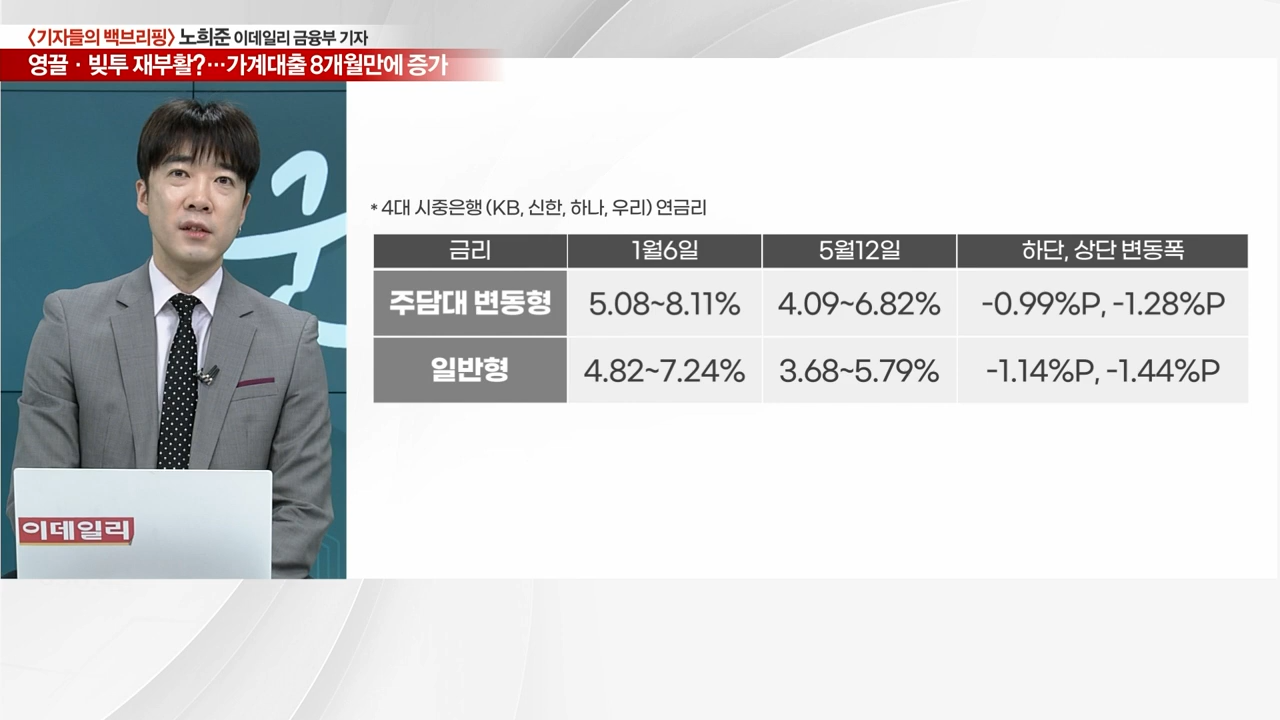 <기자들의 백브리핑> 노희준 이데일리 금융부 기자
영끌·빚투 재부활?…가계대출 8개월만에 증가
* 4대 시중은행(KB, 신한, 하나, 우리) 연금리
금리 1월6일 5월12일 하단, 상단 변동폭
주담대 변동형 5.08~8.11% 4.09~6.82% -0.99%P, -1.28%P
일반형 4.82~7.24% 3.68~5.79% -1.14%P, -1.44%P
이데일리